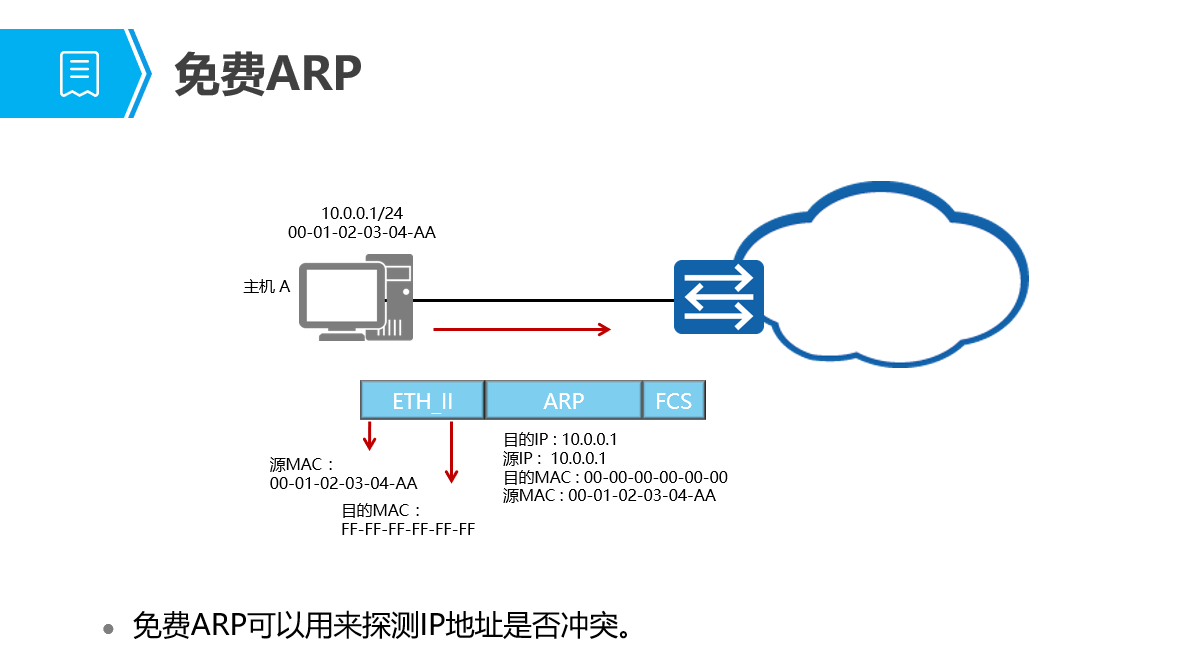 免费ARP
10.0.0.1/24
00-01-02-03-04-AA
主机 A
ETH_II
ARP
FCS
源MAC：
00-01-02-03-04-AA
目的MAC：
FF-FF-FF-FF-FF-FF
目的IP : 10.0.0.1
源IP :  10.0.0.1
目的MAC : 00-00-00-00-00-00
源MAC : 00-01-02-03-04-AA
● 免费ARP可以用来探测IP地址是否冲突。